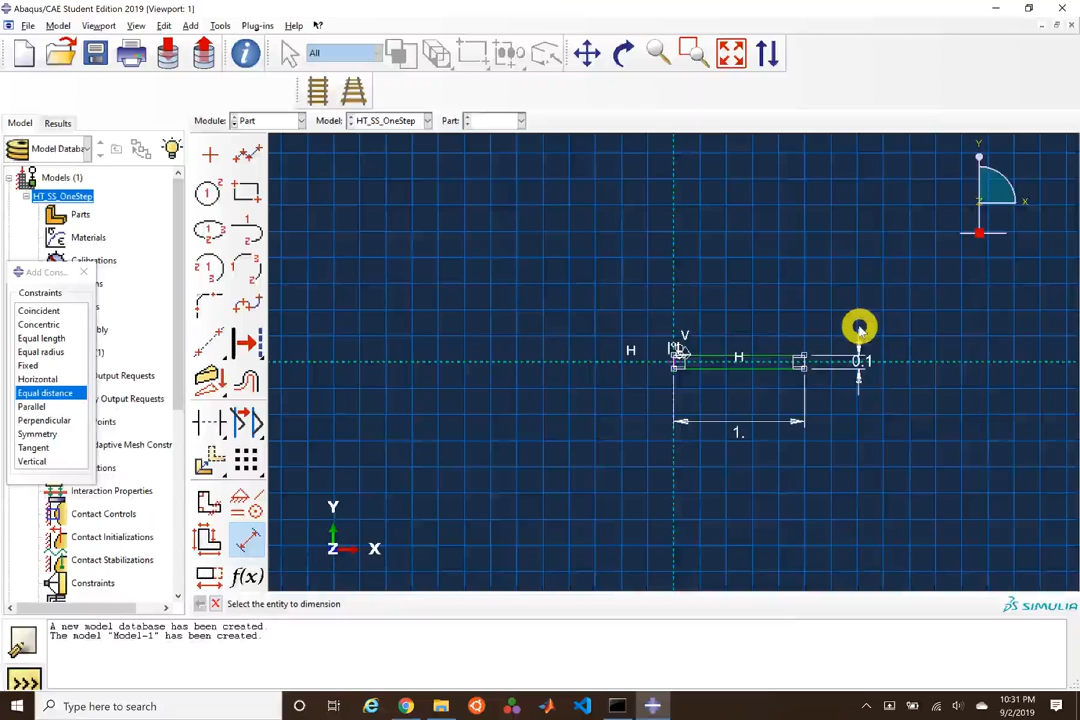 Abaqus/CAE Student Edition 2019 [Viewport: 1]
File Model Viewport View Edit Add Tools Plug-ins Help
All
Module: Part Model: HT_SS_OneStep Part:
Model Results
Model Databa
Models (1)
HT_SS_OneStep
Parts
Materials
Calibrations
Add Cons...
Constraints
Coincident
Concentric
Equal length
Equal radius
Fixed
Horizontal
Equal distance
Parallel
Perpendicular
Symmetry
Tangent
Vertical
Output Requests
Output Requests
Adaptive Mesh Constr
Interaction Properties
Contact Controls
Contact Initializations
Contact Stabilizations
Constraints
f(x)
Y
X
Z
Y
X
Z
V
H
H
0.1
1.
Select the entity to dimension
SIMULIA
A new model database has been created.
The model "Model-1" has been created.
>>>
Type here to search
10:31 PM
9/2/2019